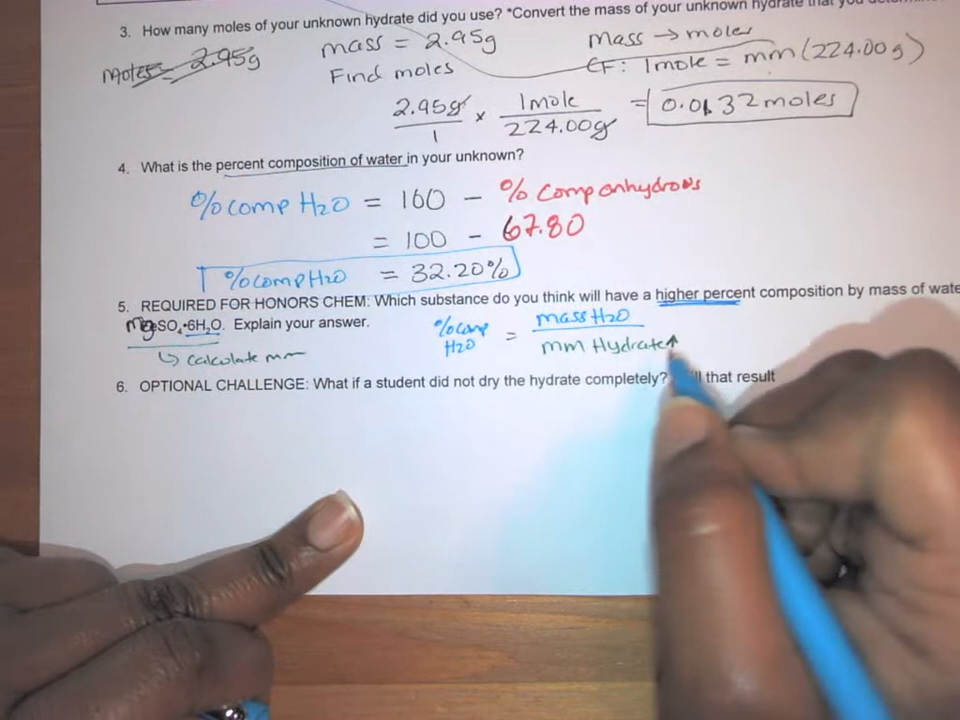 3. How many moles of your unknown hydrate did you use? *Convert the mass of your unknown hydrate that you
moles = 2.95g
mass = 2.95g
Find moles
Mass → moles
CF: 1mole = mm (224.00g)
2.95g / 1 × 1mole / 224.00g = 0.0132 moles
4. What is the percent composition of water in your unknown?
% comp H2O = 100 - % comp anhydrous
= 100 - 67.80
% comp H2O = 32.20%
5. REQUIRED FOR HONORS CHEM: Which substance do you think will have a higher percent composition by mass of
MgSO4•6H2O. Explain your answer.
↳ calculate mm
% comp H2O = mass H2O / mm Hydrate ↑
6. OPTIONAL CHALLENGE: What if a student did not dry the hydrate completely? that result